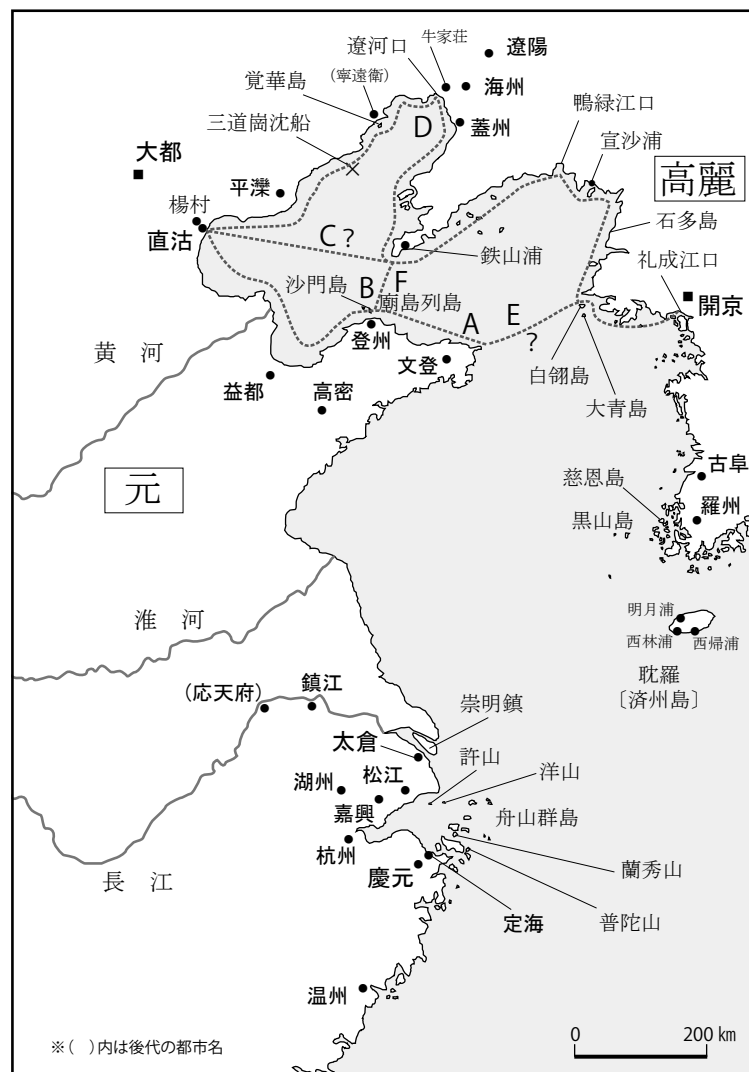 牛家荘
遼陽
遼河口
(寧遠衛)
海州
覚華島
鴨緑江口
三道崗沈船
D
蓋州
宣沙浦
大都
高麗
平灤
楊村
石多島
直沽
C ?
鉄山浦
礼成江口
沙門島
B
F
廟島列島
開京
A
E
?
登州
黄 河
文登
白翎島
益都
高密
大青島
元
古阜
慈恩島
羅州
黒山島
明月浦
淮 河
西林浦
西帰浦
耽羅
〔済州島〕
(応天府)
鎮江
崇明鎮
太倉
許山
洋山
湖州
松江
嘉興
舟山群島
杭州
慶元
蘭秀山
長 江
定海
普陀山
温州
※( )内は後代の都市名
0
200 km